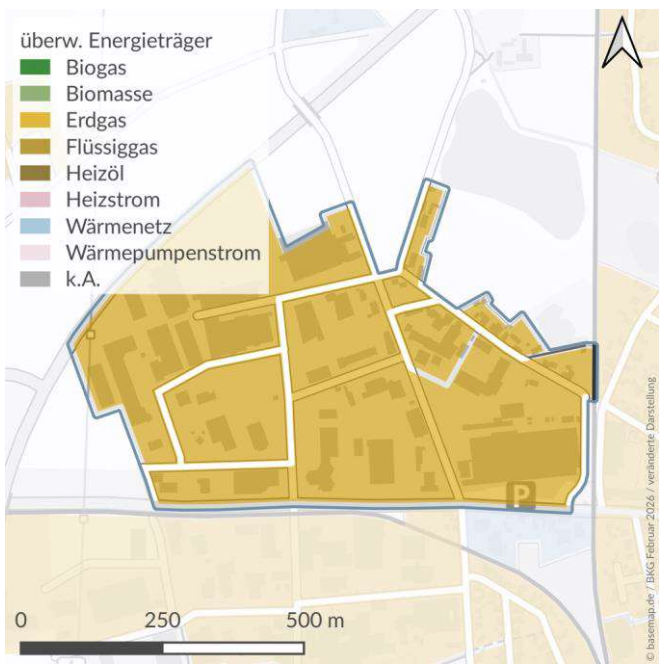 überw. Energieträger
Biogas
Biomasse
Erdgas
Flüssiggas
Heizöl
Heizstrom
Wärmenetz
Wärmepumpenstrom
k.A.
P
0 250 500 m
© basemap.de / BKG Februar 2026 / veränderte Darstellung